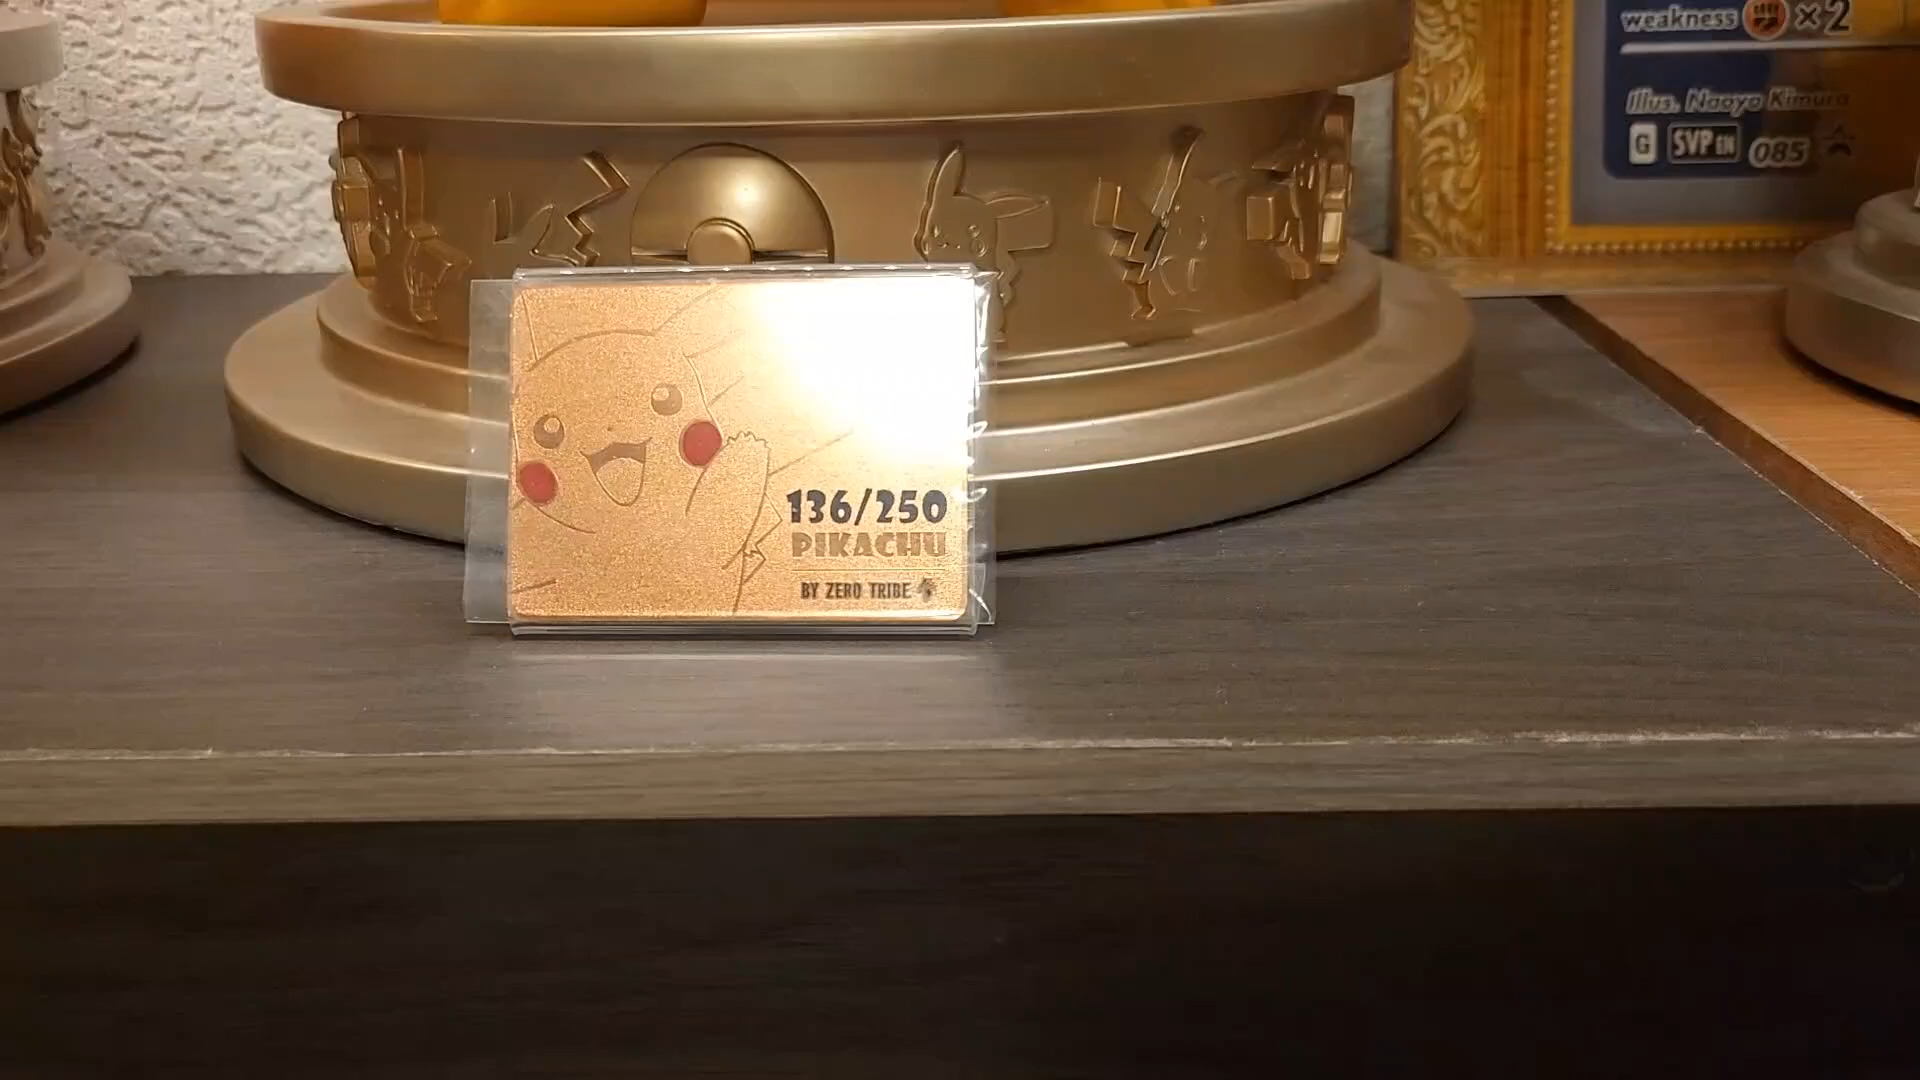 weakness ×2
Illus. Naoyo Kimura
G SVP EN 085
136/250
PIKACHU
BY ZERO TRIBE